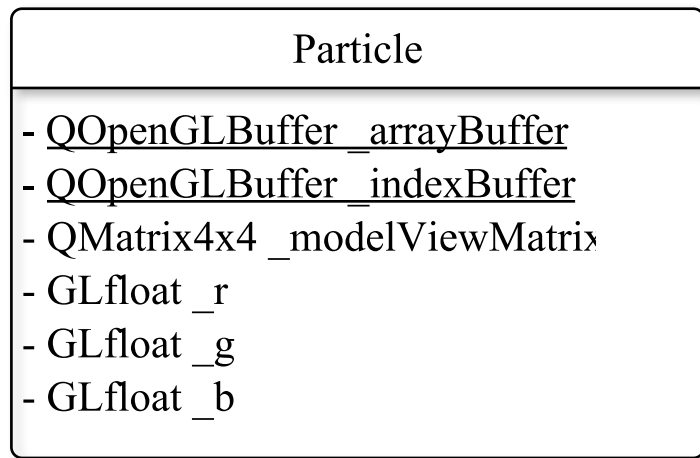 Particle
- QOpenGLBuffer _arrayBuffer
- QOpenGLBuffer _indexBuffer
- QMatrix4x4 _modelViewMatrix
- GLfloat _r
- GLfloat _g
- GLfloat _b